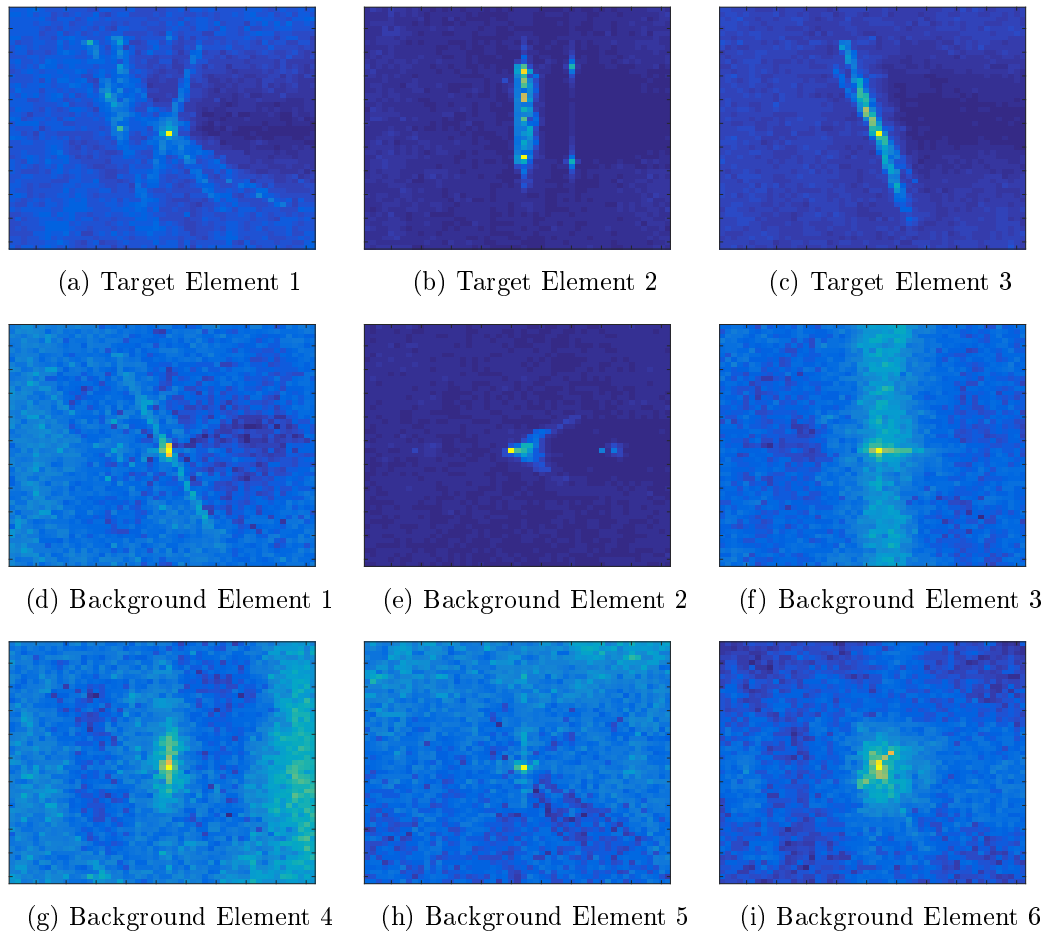 (a) Target Element 1
(b) Target Element 2
(c) Target Element 3
(d) Background Element 1
(e) Background Element 2
(f) Background Element 3
(g) Background Element 4
(h) Background Element 5
(i) Background Element 6